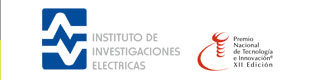 INSTITUTO DE
INVESTIGACIONES
ELECTRICAS
Premio
Nacional
de Tecnología
e Innovación®
XII Edición